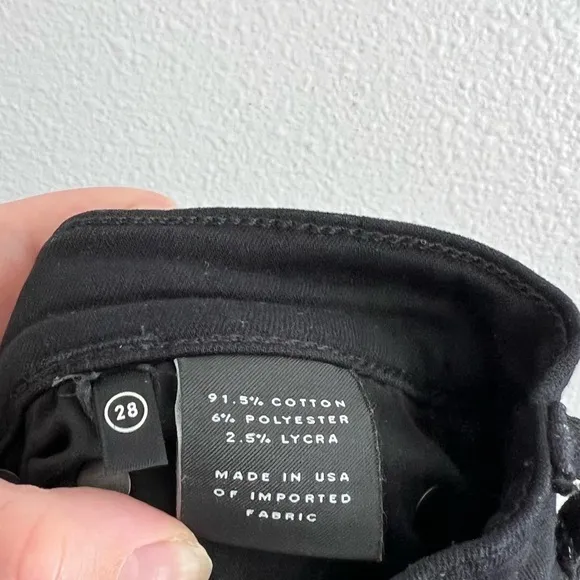 28
91.5% COTTON
6% POLYESTER
2.5% LYCRA
MADE IN USA
OF IMPORTED
FABRIC